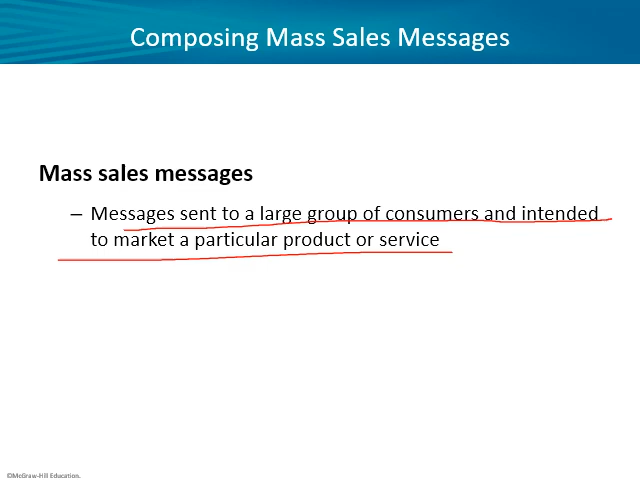 Composing Mass Sales Messages
Mass sales messages
– Messages sent to a large group of consumers and intended
to market a particular product or service
©McGraw-Hill Education.